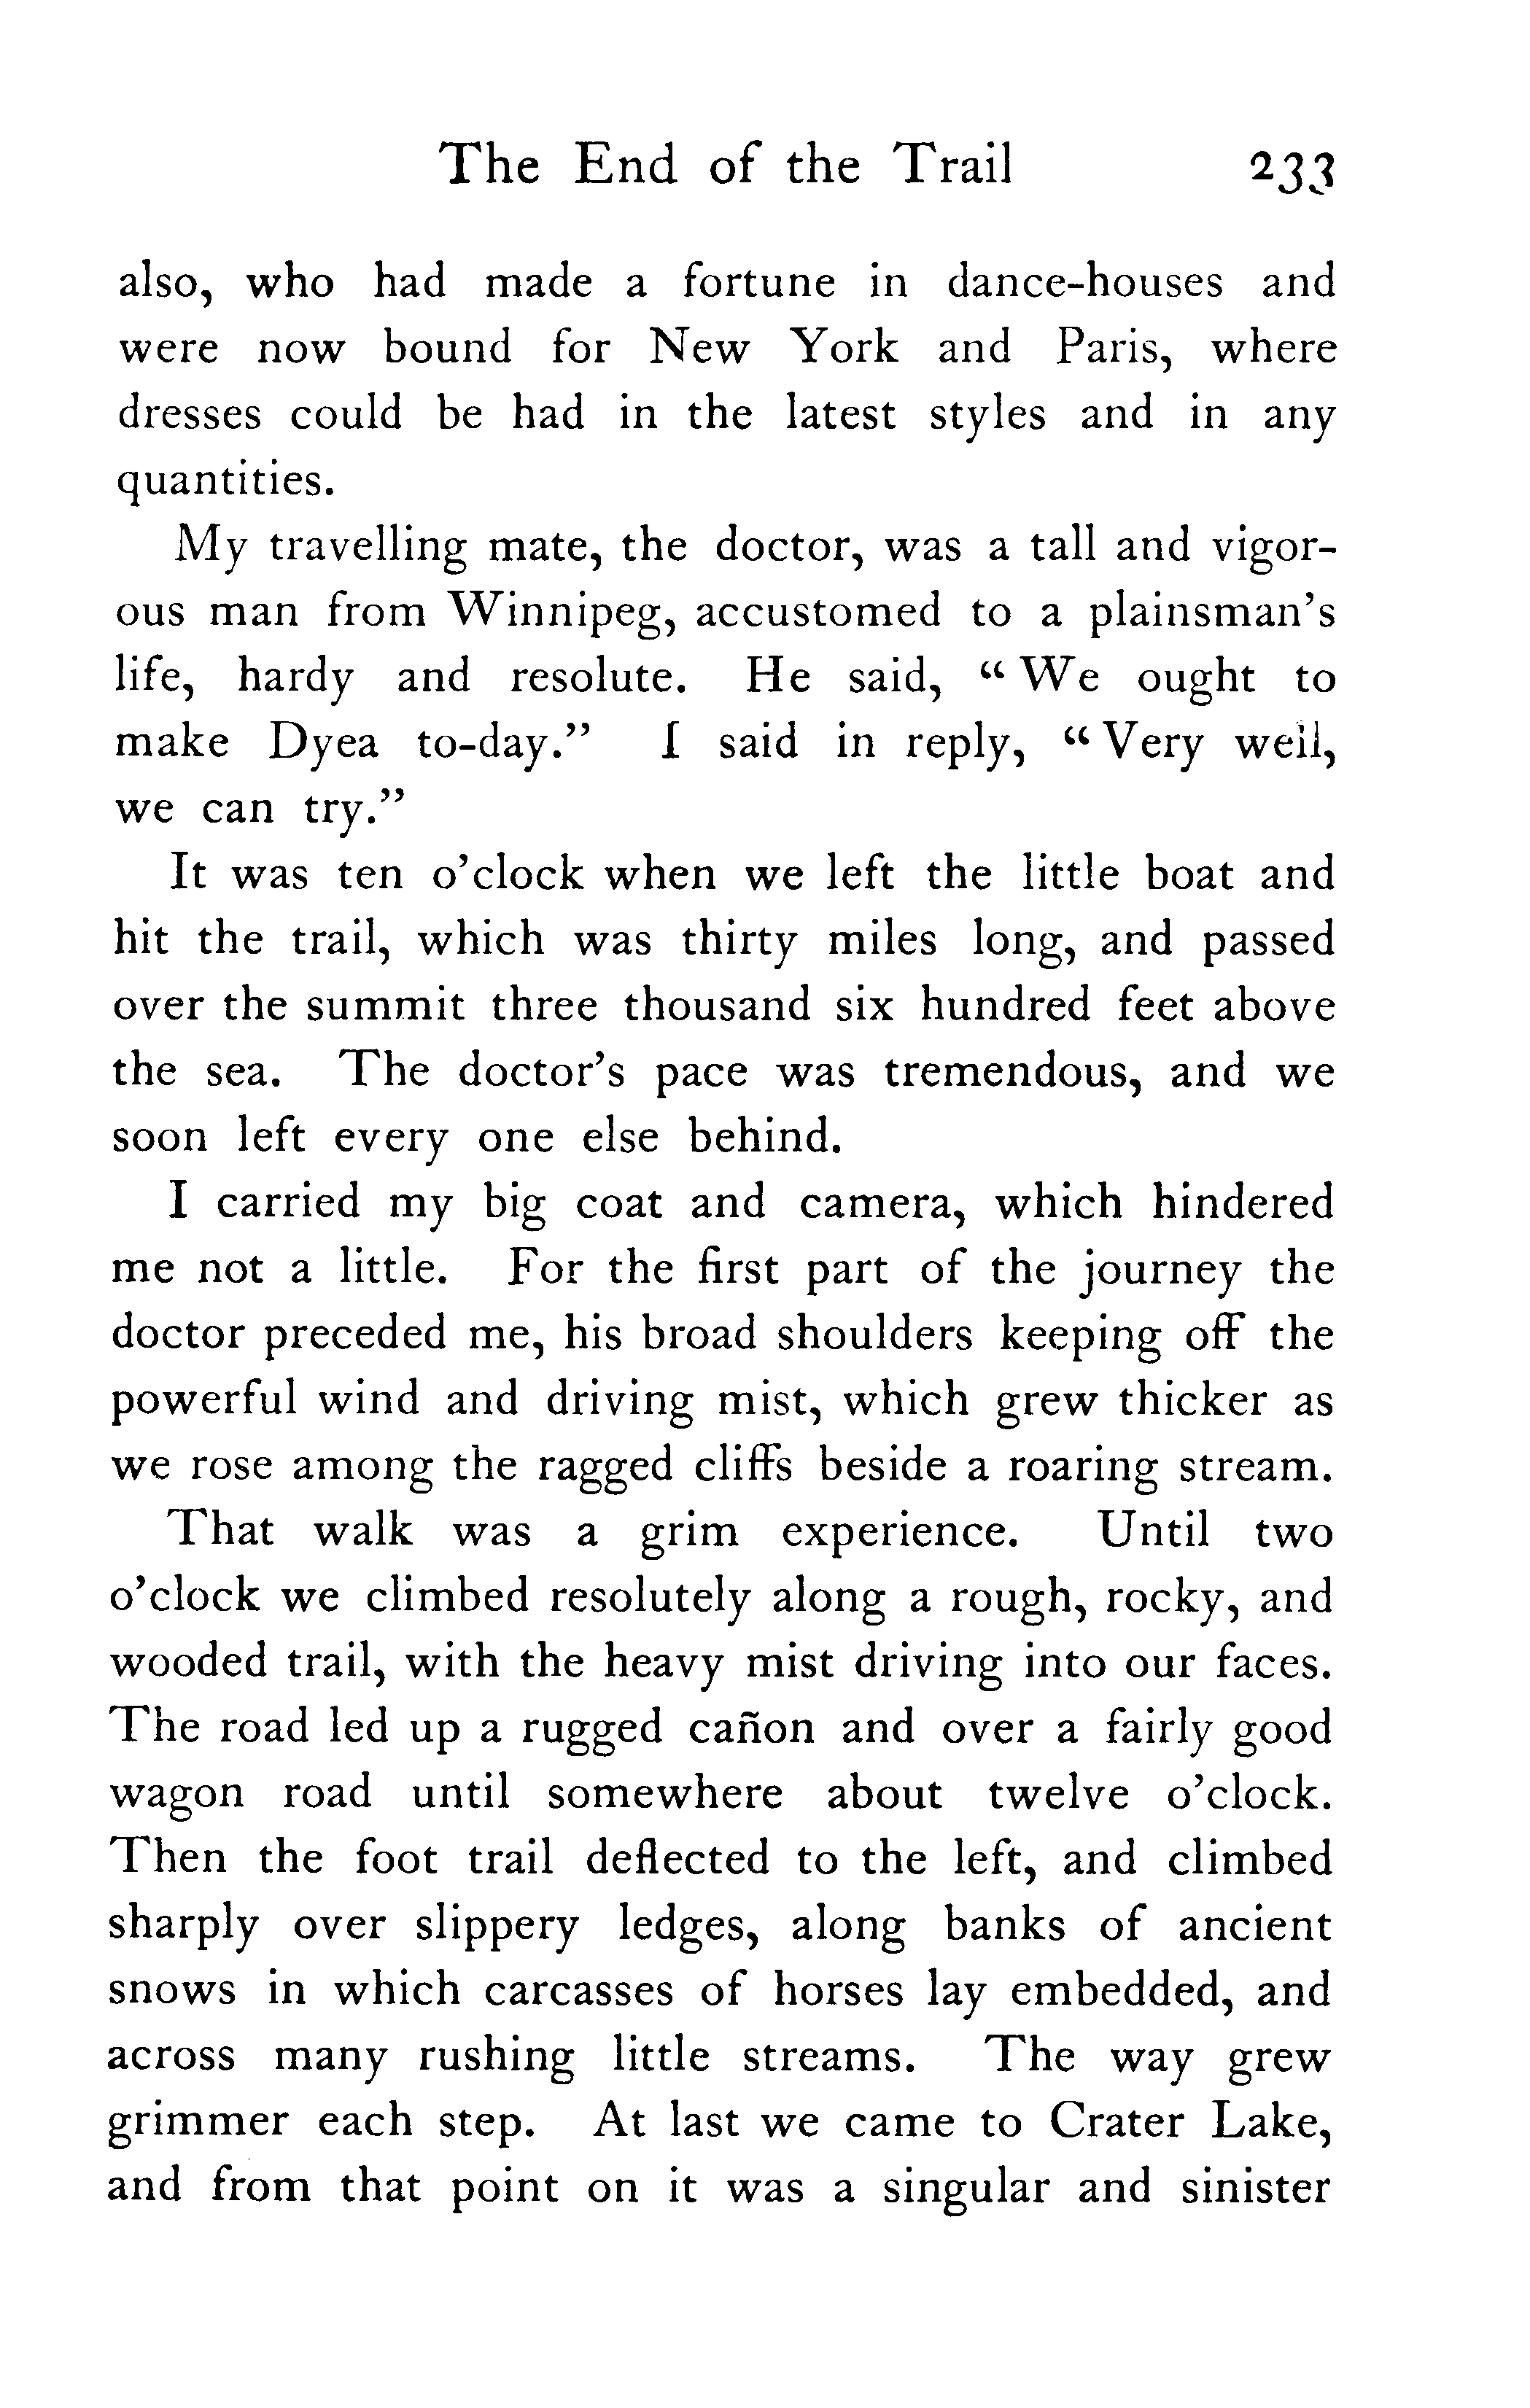 The End of the Trail 233
also, who had made a fortune in dance-houses and
were now bound for New York and Paris, where
dresses could be had in the latest styles and in any
quantities.
My travelling mate, the doctor, was a tall and vigor-
ous man from Winnipeg, accustomed to a plainsman's
life, hardy and resolute. He said, “We ought to
make Dyea to-day.” I said in reply, “Very well,
we can try.”
It was ten o'clock when we left the little boat and
hit the trail, which was thirty miles long, and passed
over the summit three thousand six hundred feet above
the sea. The doctor's pace was tremendous, and we
soon left every one else behind.
I carried my big coat and camera, which hindered
me not a little. For the first part of the journey the
doctor preceded me, his broad shoulders keeping off the
powerful wind and driving mist, which grew thicker as
we rose among the ragged cliffs beside a roaring stream.
That walk was a grim experience. Until two
o'clock we climbed resolutely along a rough, rocky, and
wooded trail, with the heavy mist driving into our faces.
The road led up a rugged cañon and over a fairly good
wagon road until somewhere about twelve o'clock.
Then the foot trail deflected to the left, and climbed
sharply over slippery ledges, along banks of ancient
snows in which carcasses of horses lay embedded, and
across many rushing little streams. The way grew
grimmer each step. At last we came to Crater Lake,
and from that point on it was a singular and sinister